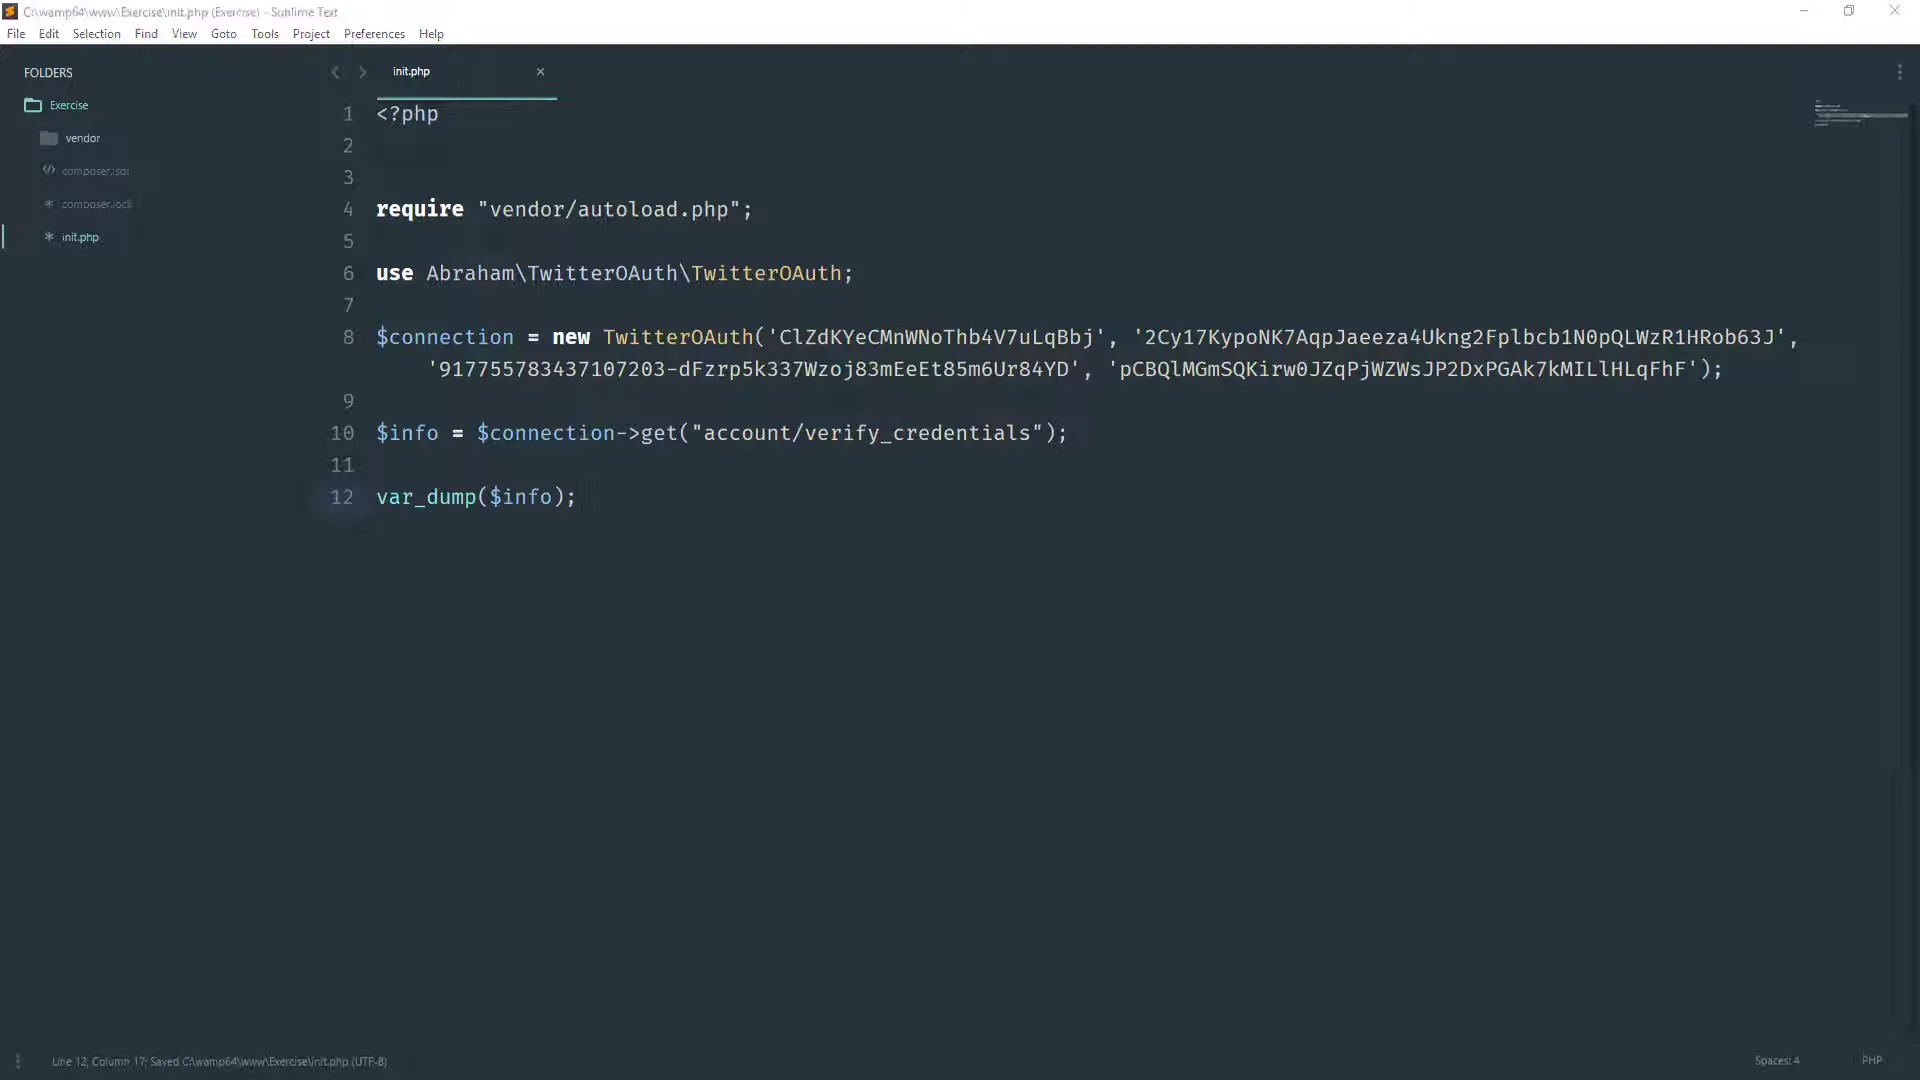 C:\wamp64\www\Exercise\init.php (Exercise) - Sublime Text
File Edit Selection Find View Goto Tools Project Preferences Help
FOLDERS
Exercise
vendor
composer.lock
init.php
init.php
1 <?php
2
3
4 require "vendor/autoload.php";
5
6 use Abraham\TwitterOAuth\TwitterOAuth;
7
8 $connection = new TwitterOAuth('ClZdKYeCMnWNoThb4V7uLqBbj', '2Cy17KypoNK7AqpJaeeza4Ukng2Fplbcb1N0pQLWzR1HRob63J',
'917755783437107203-dFzrp5k337Wzoj83mEeEt85m6Ur84YD', 'pCBQlMGmSQKirw0JZqPjWZWsJP2DxPGAk7kMILlHLqFhF');
9
10 $info = $connection->get("account/verify_credentials");
11
12 var_dump($info);
Line 12, Column 17; Saved C:\wamp64\www\Exercise\init.php (UTF-8)
Spaces: 4
PHP